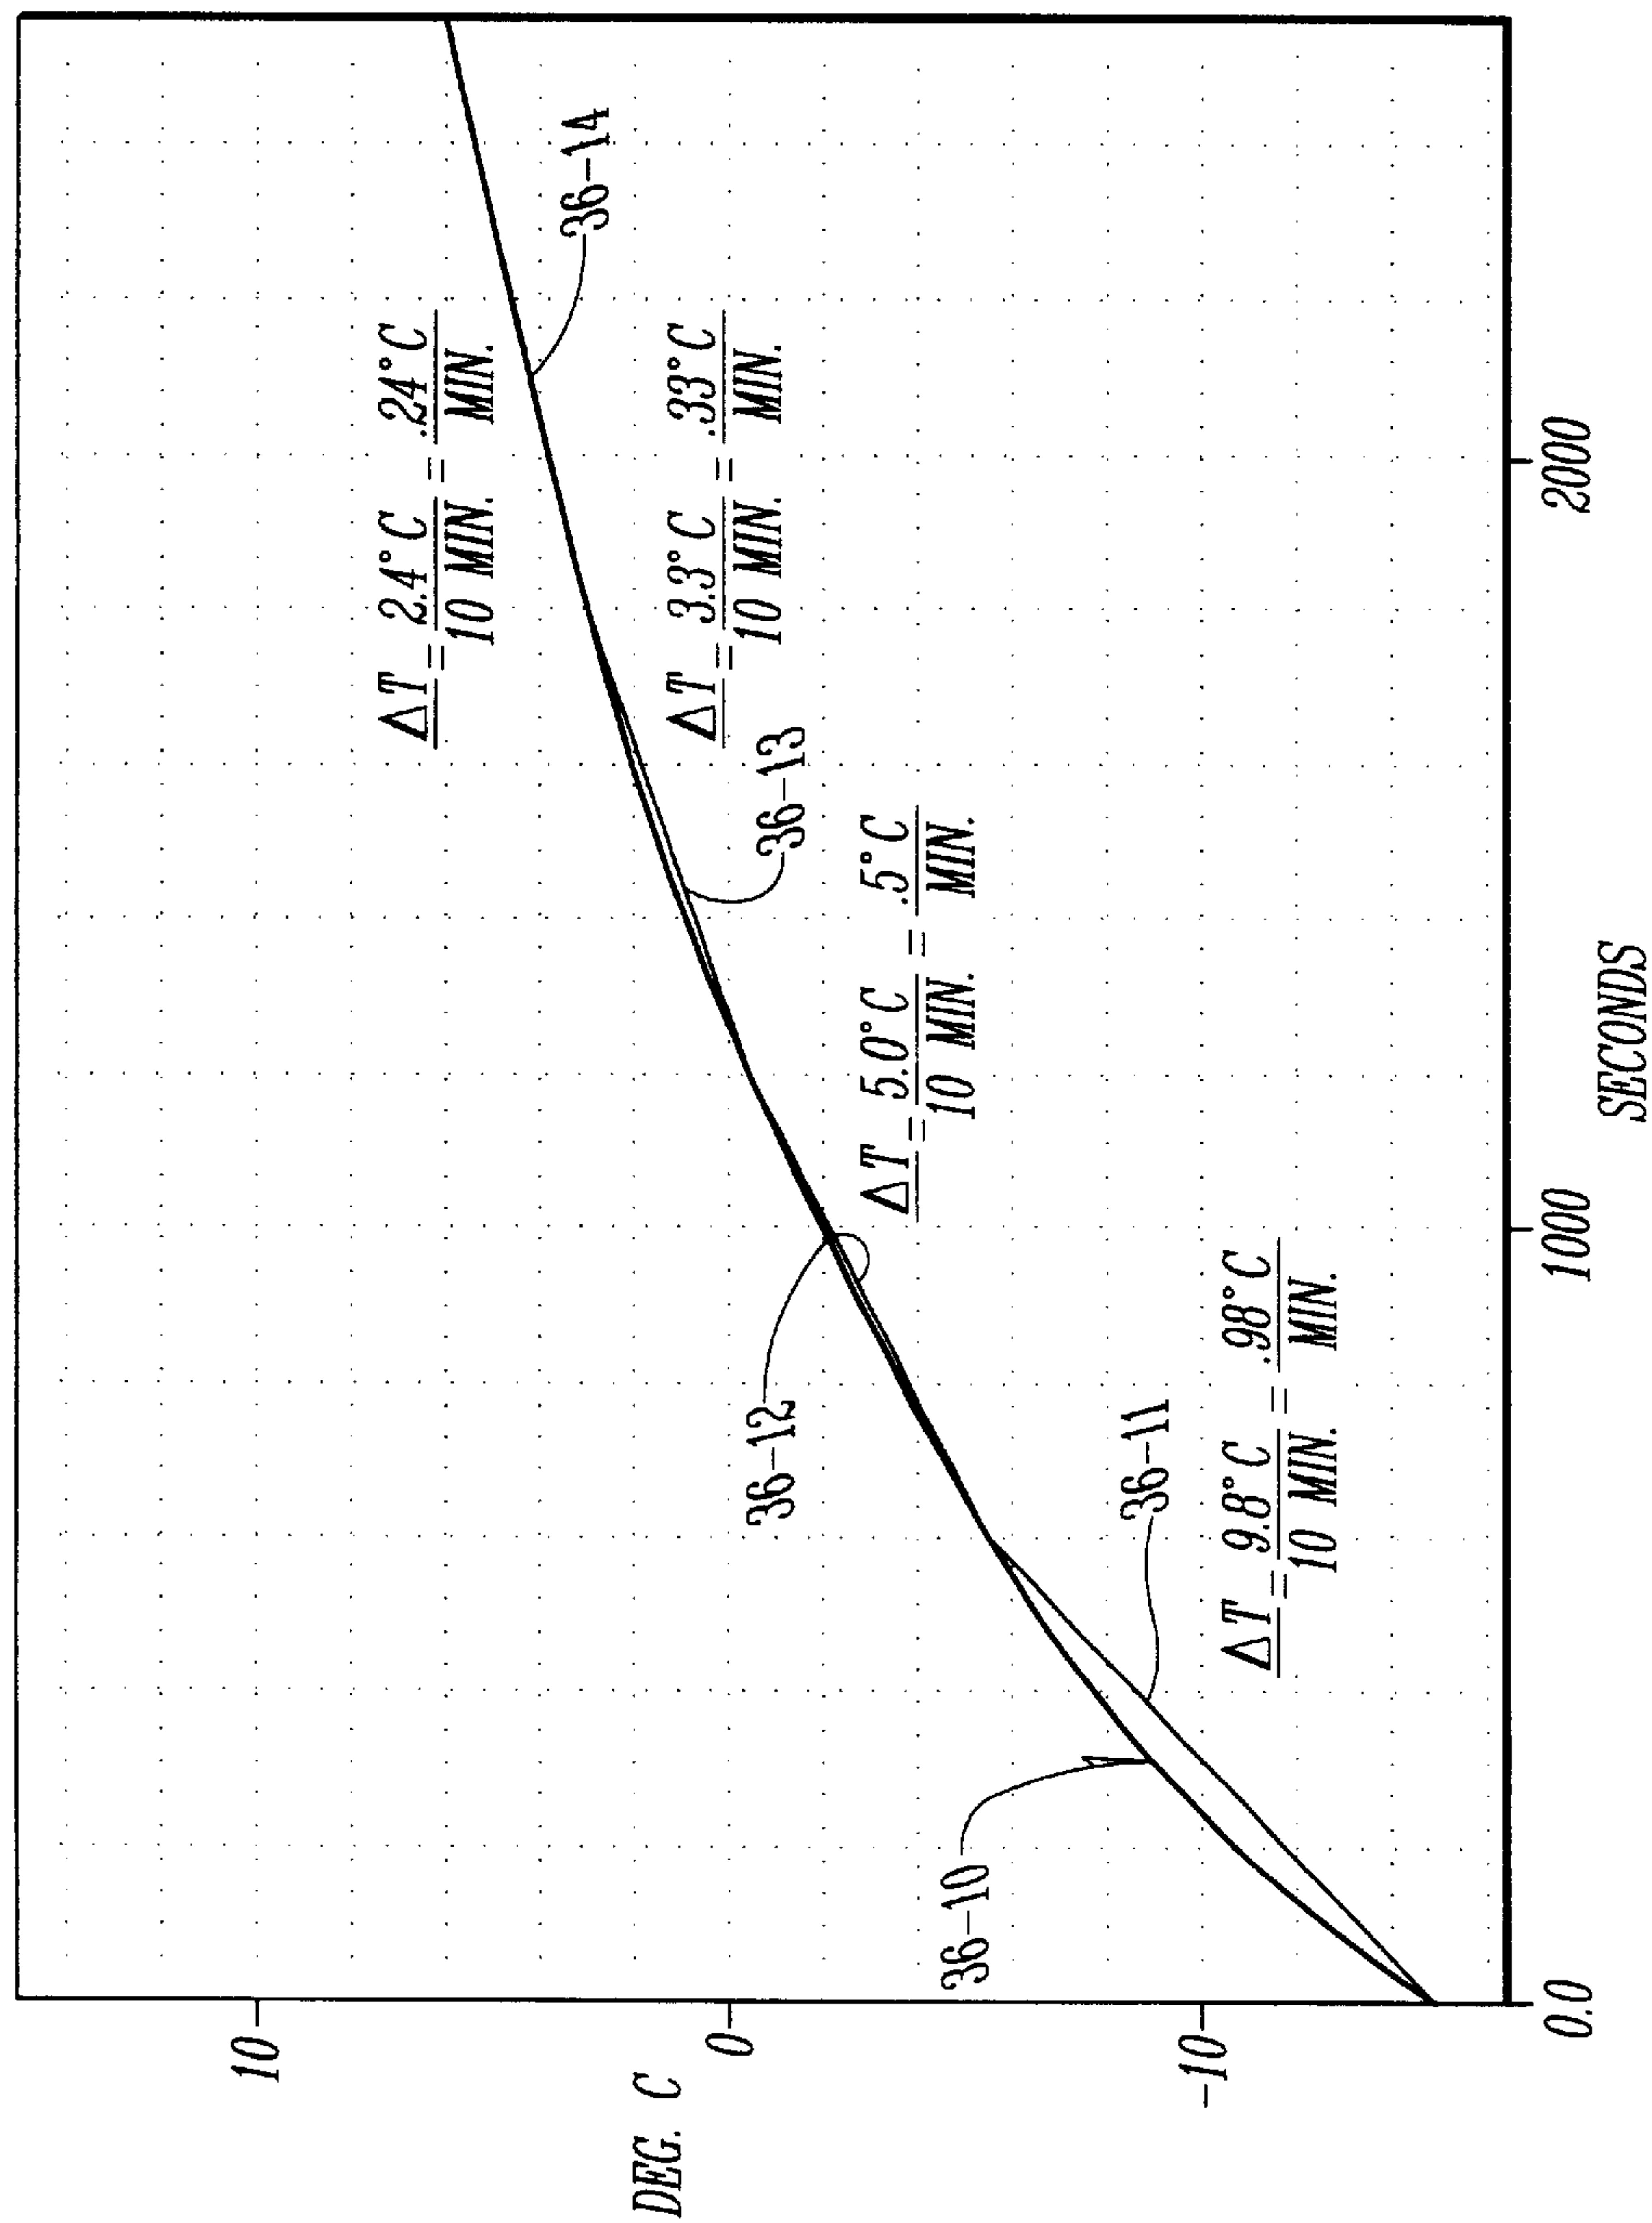 DEG. C
10
0
-10
ΔT = 2.4°C = .24°C
10 MIN. MIN.
36-14
ΔT = 3.3°C = .33°C
10 MIN. MIN.
36-13
ΔT = 5.0°C = .5°C
10 MIN. MIN.
36-12
36-11
ΔT = 9.8°C = .98°C
10 MIN. MIN.
36-10
0.0
1000
2000
SECONDS